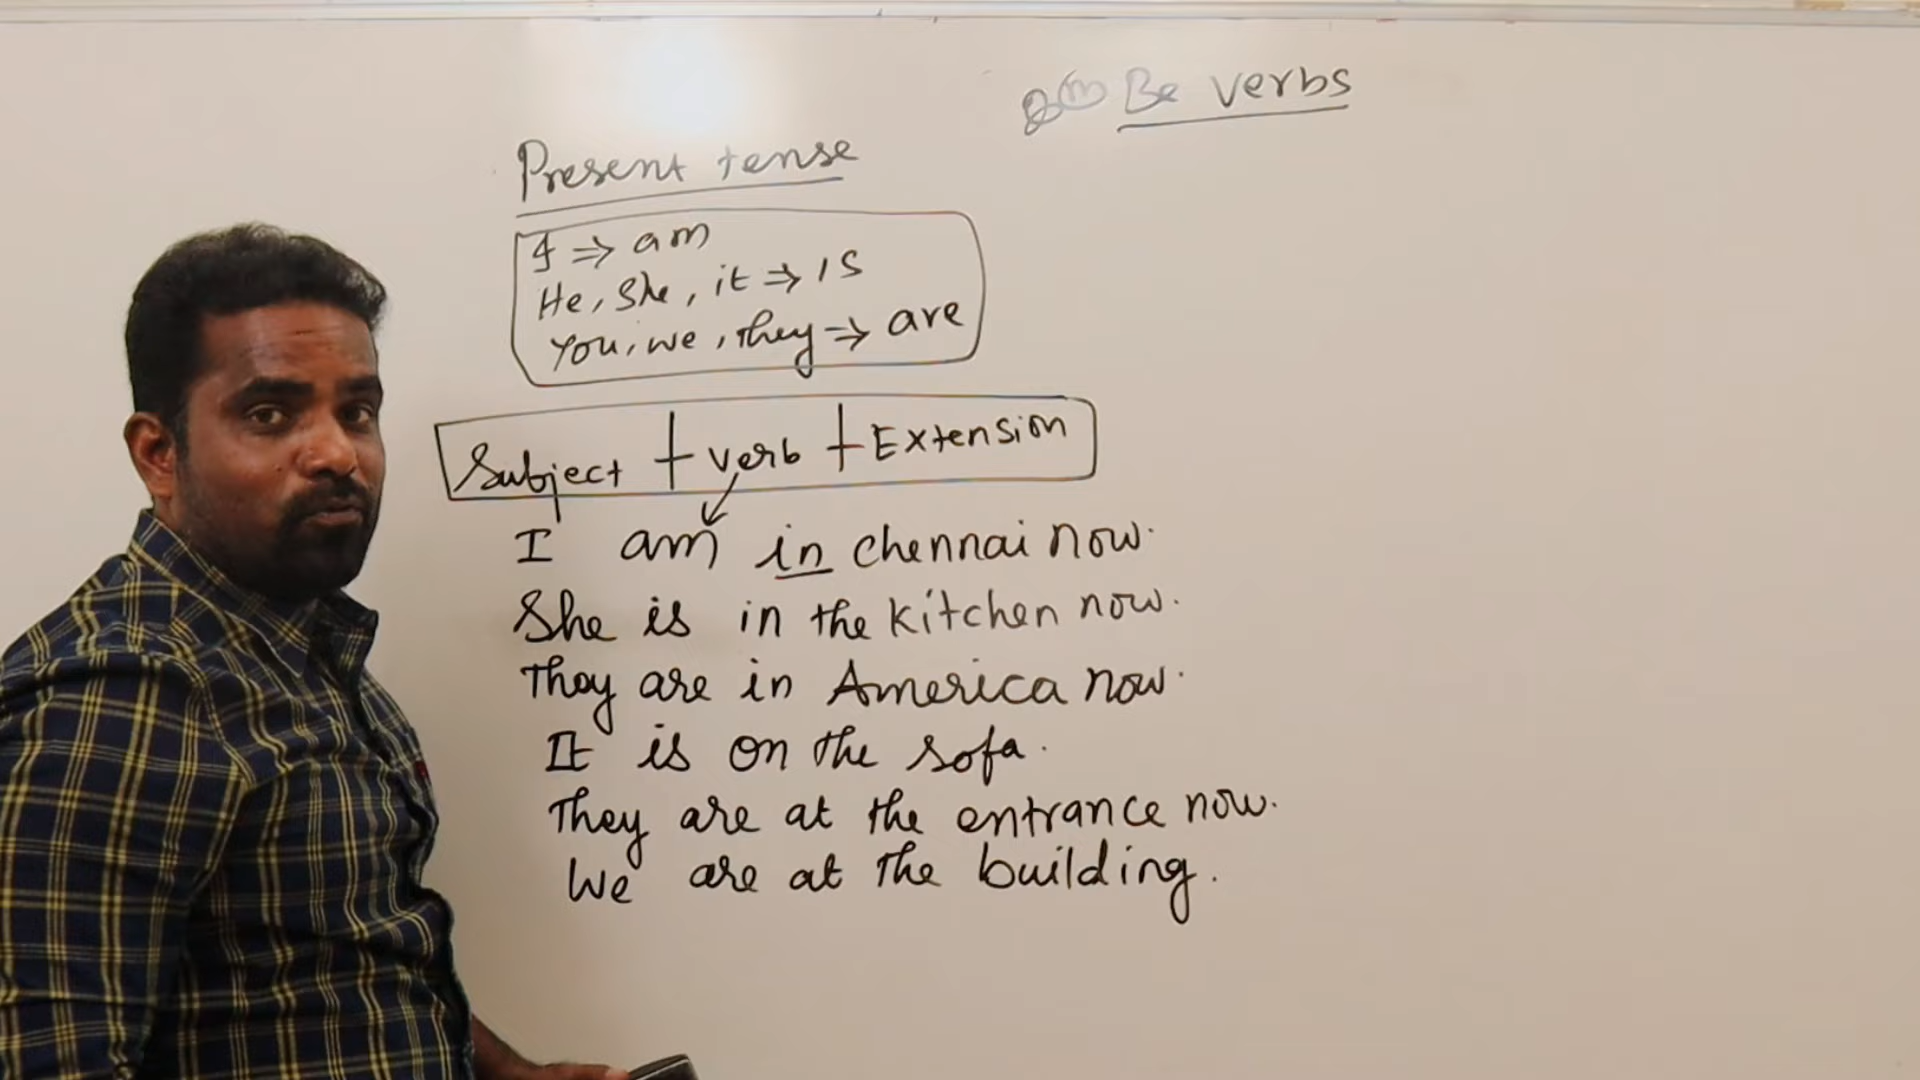 Be verbs
Present tense
I ⇒ am
He, She, it ⇒ is
You, we, they ⇒ are
Subject + verb + Extension
I am in chennai now.
She is in the kitchen now.
They are in America now.
It is on the sofa.
They are at the entrance now.
We are at the building.